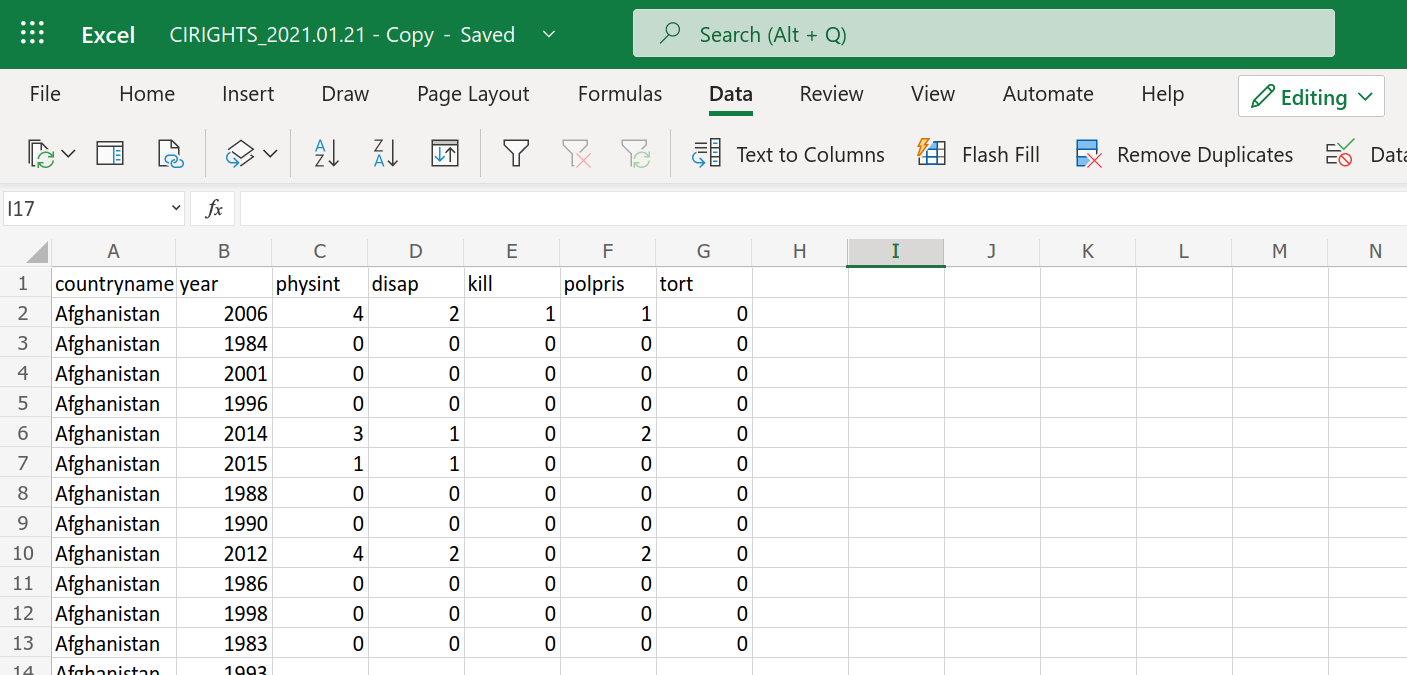 Excel CIRIGHTS_2021.01.21 - Copy - Saved Search (Alt + Q)
File Home Insert Draw Page Layout Formulas Data Review View Automate Help Editing
A Z Z A Text to Columns Flash Fill Remove Duplicates Data
I17 fx
A B C D E F G H I J K L M N
1 countryname year physint disap kill polpris tort
2 Afghanistan 2006 4 2 1 1 0
3 Afghanistan 1984 0 0 0 0 0
4 Afghanistan 2001 0 0 0 0 0
5 Afghanistan 1996 0 0 0 0 0
6 Afghanistan 2014 3 1 0 2 0
7 Afghanistan 2015 1 1 0 0 0
8 Afghanistan 1988 0 0 0 0 0
9 Afghanistan 1990 0 0 0 0 0
10 Afghanistan 2012 4 2 0 2 0
11 Afghanistan 1986 0 0 0 0 0
12 Afghanistan 1998 0 0 0 0 0
13 Afghanistan 1983 0 0 0 0 0
14 Afghanistan 1993